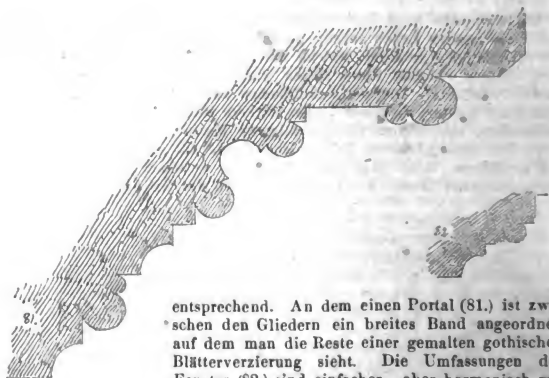 81.
82.
entsprechend. An dem einen Portal (81.) ist zwi-
schen den Gliedern ein breites Band angeordne
auf dem man die Reste einer gemalten gothische
Blätterverzierung sieht. Die Umfassungen d